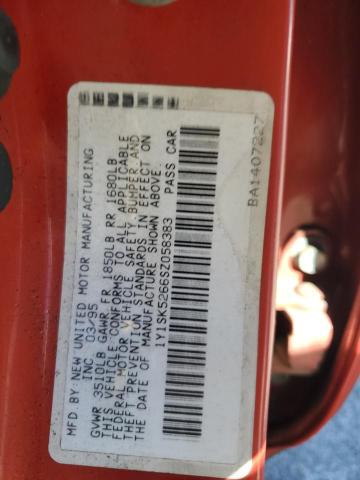 MFD BY NEW UNITED MOTOR MANUFACTURING
INC. 03/95
GVWR 3510LB GAWR FR 1850LB RR 1680LB
THIS VEHICLE CONFORMS TO ALL APPLICABLE
FEDERAL MOTOR VEHICLE SAFETY BUMPER AND
THEFT PREVENTION STANDARDS IN EFFECT ON
THE DATE OF MANUFACTURE SHOWN ABOVE.
1Y1SK5266SZ058383 PASS CAR
BA1407227